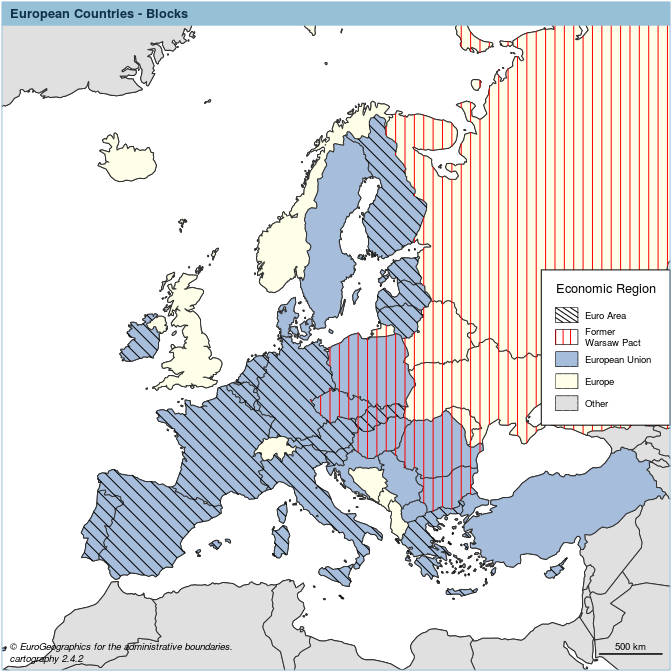 European Countries - Blocks
Economic Region
Euro Area
Former
Warsaw Pact
European Union
Europe
Other
© EuroGeographics for the administrative boundaries.
cartography 2.4.2
500 km